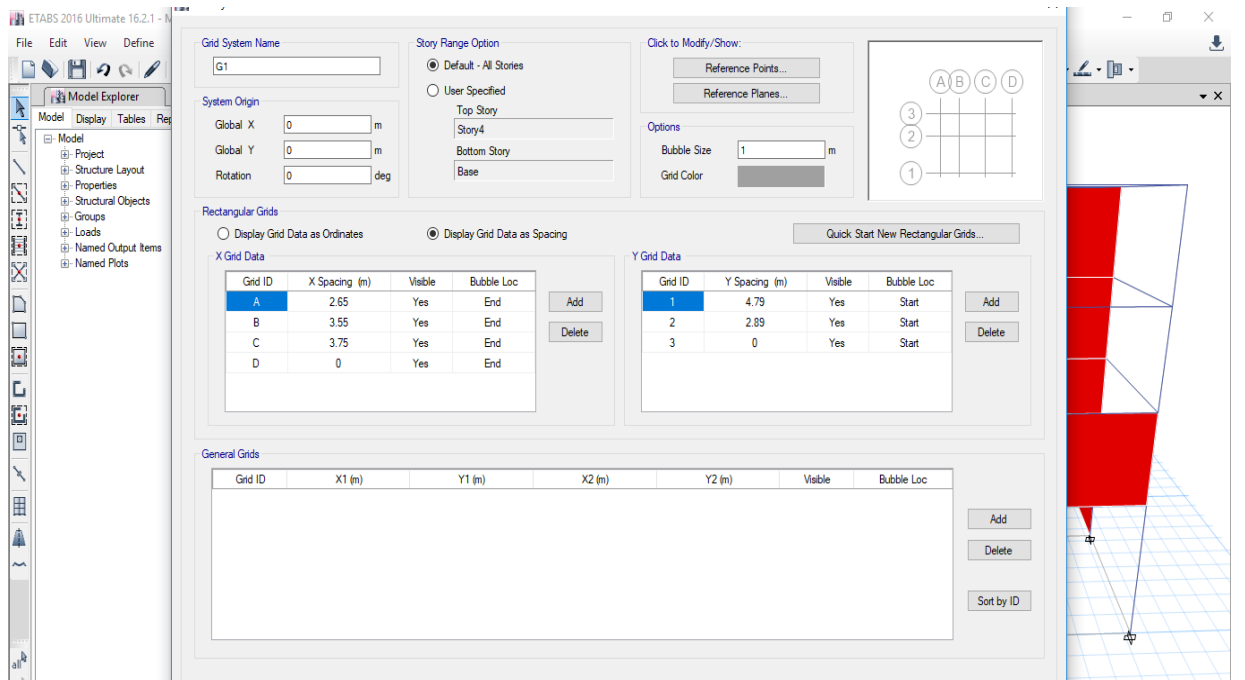 ETABS 2016 Ultimate 16.2.1 -
File Edit View Define
Model Explorer
Model Display Tables Rep
Model
Project
Structure Layout
Properties
Structural Objects
Groups
Loads
Named Output Items
Named Plots
all
Grid System Name
G1
System Origin
Global X 0 m
Global Y 0 m
Rotation 0 deg
Story Range Option
Default - All Stories
User Specified
Top Story
Story4
Bottom Story
Base
Click to Modify/Show:
Reference Points...
Reference Planes...
Options
Bubble Size 1 m
Grid Color
A B C D
3
2
1
Rectangular Grids
Display Grid Data as Ordinates Display Grid Data as Spacing Quick Start New Rectangular Grids...
X Grid Data
Grid ID X Spacing (m) Visible Bubble Loc
A 2.65 Yes End Add
B 3.55 Yes End
C 3.75 Yes End Delete
D 0 Yes End
Y Grid Data
Grid ID Y Spacing (m) Visible Bubble Loc
1 4.79 Yes Start Add
2 2.89 Yes Start
3 0 Yes Start Delete
General Grids
Grid ID X1 (m) Y1 (m) X2 (m) Y2 (m) Visible Bubble Loc
Add
Delete
Sort by ID